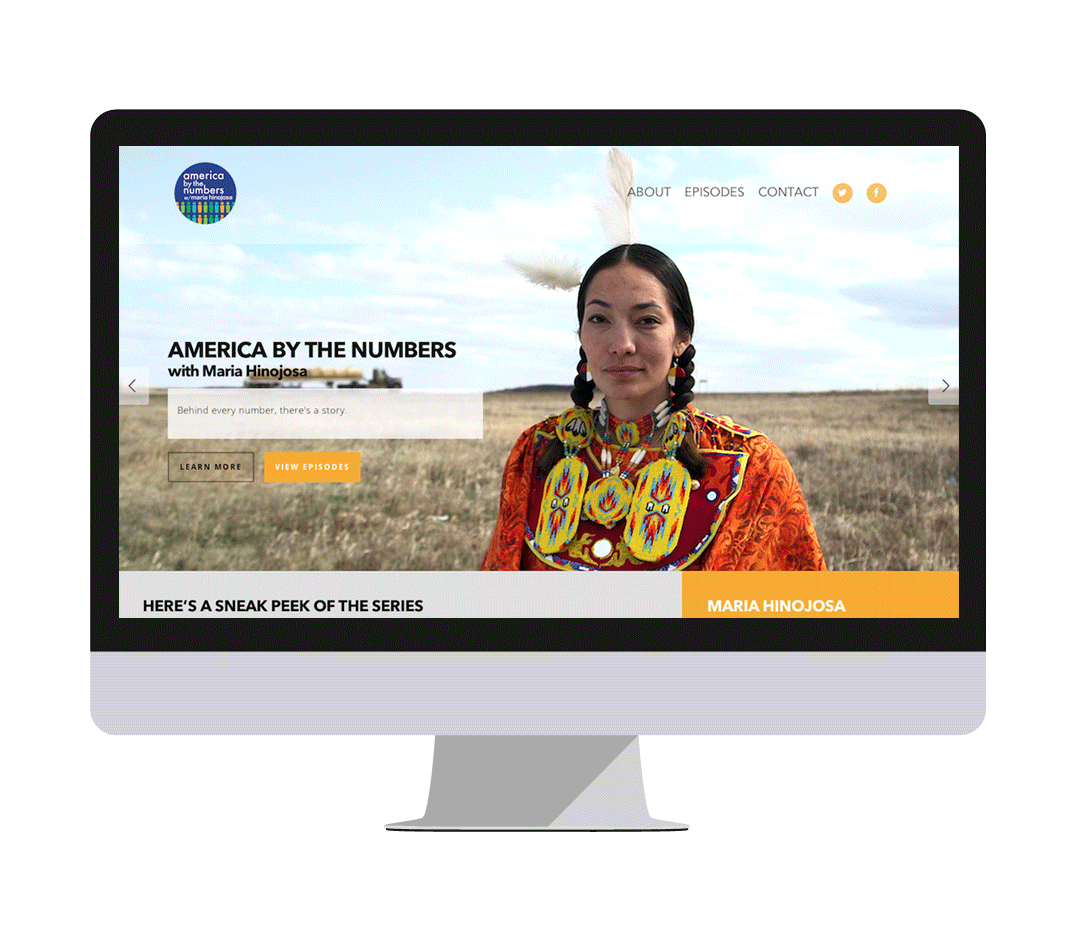 america
by the
numbers
w/maria hinojosa
ABOUT EPISODES CONTACT
AMERICA BY THE NUMBERS
with Maria Hinojosa
Behind every number, there's a story.
LEARN MORE VIEW EPISODES
HERE’S A SNEAK PEEK OF THE SERIES
MARIA HINOJOSA